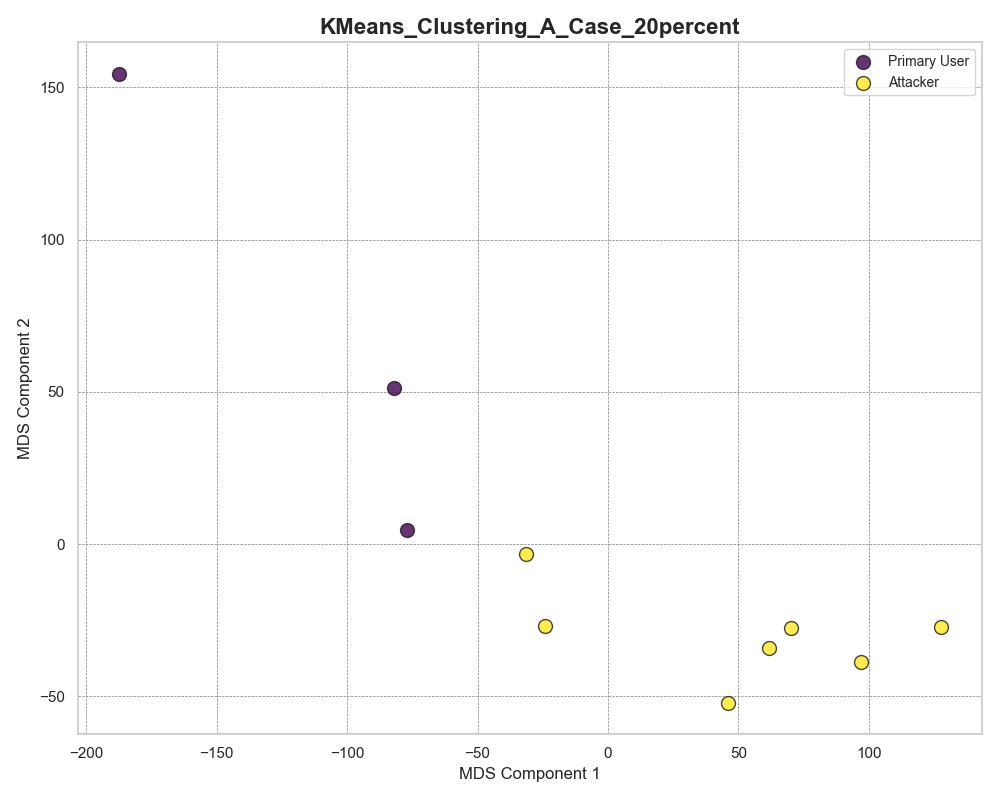 KMeans_Clustering_A_Case_20percent
Primary User
Attacker
150
100
50
0
−50
−200
−150
−100
−50
0
50
100
MDS Component 1
MDS Component 2